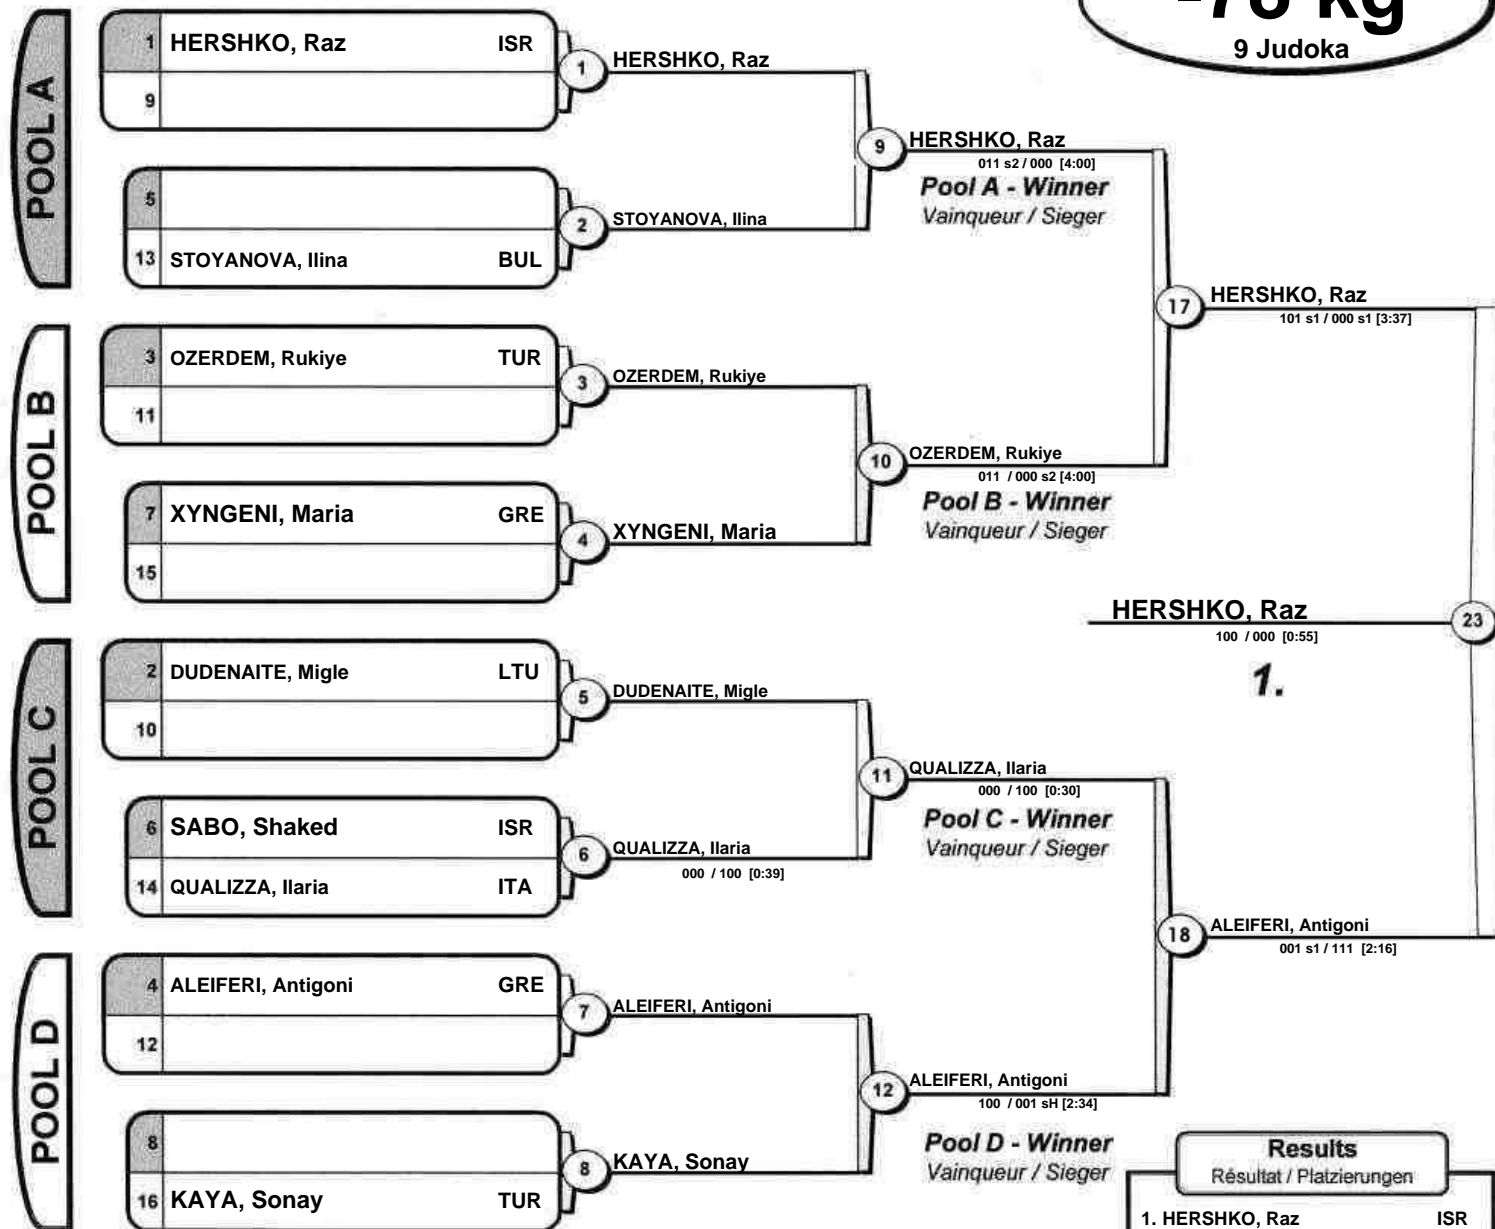 -78 kg
9 Judoka
POOL A
1 HERSHKO, Raz ISR
9
1 HERSHKO, Raz
5
13 STOYANOVA, Ilina BUL
2 STOYANOVA, Ilina
9 HERSHKO, Raz
011 s2 / 000 [4:00]
Pool A - Winner
Vainqueur / Sieger
POOL B
3 OZERDEM, Rukiye TUR
11
3 OZERDEM, Rukiye
7 XYNGENI, Maria GRE
15
4 XYNGENI, Maria
10 OZERDEM, Rukiye
011 / 000 s2 [4:00]
Pool B - Winner
Vainqueur / Sieger
17 HERSHKO, Raz
101 s1 / 000 s1 [3:37]
HERSHKO, Raz 23
100 / 000 [0:55]
1.
POOL C
2 DUDENAITE, Migle LTU
10
5 DUDENAITE, Migle
6 SABO, Shaked ISR
14 QUALIZZA, Ilaria ITA
6 QUALIZZA, Ilaria
000 / 100 [0:39]
11 QUALIZZA, Ilaria
000 / 100 [0:30]
Pool C - Winner
Vainqueur / Sieger
18 ALEIFERI, Antigoni
001 s1 / 111 [2:16]
POOL D
4 ALEIFERI, Antigoni GRE
12
7 ALEIFERI, Antigoni
8
16 KAYA, Sonay TUR
8 KAYA, Sonay
12 ALEIFERI, Antigoni
100 / 001 sH [2:34]
Pool D - Winner
Vainqueur / Sieger
Results
Résultat / Platzierungen
1. HERSHKO, Raz ISR